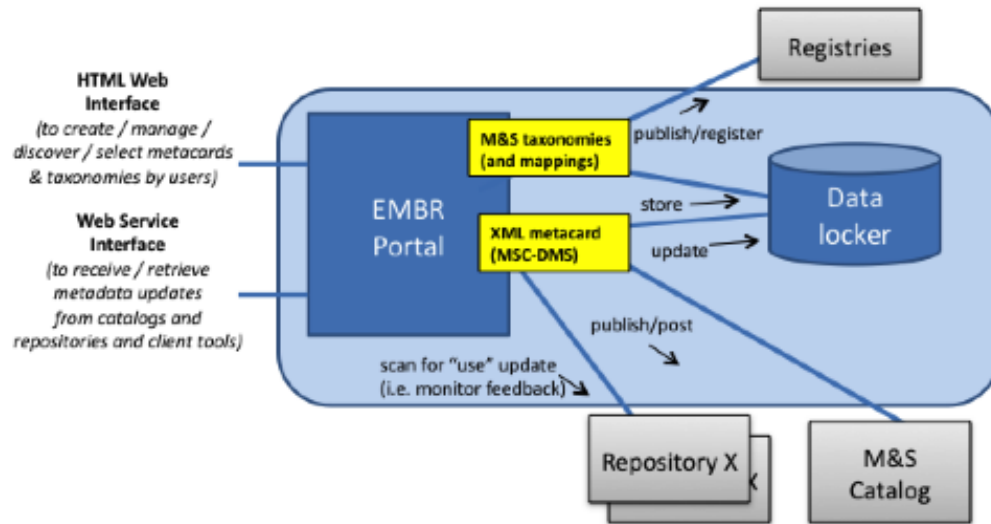 Registries
HTML Web
Interface
(to create / manage /
discover / select metacards
& taxonomies by users)
M&S taxonomies
(and mappings)
publish/register
EMBR
Portal
Data
locker
store
Web Service
Interface
(to receive / retrieve
metadata updates
from catalogs and
repositories and client tools)
XML metacard
(MSC-DMS)
update
publish/post
scan for “use” update
(i.e. monitor feedback)
Repository X
X
M&S
Catalog